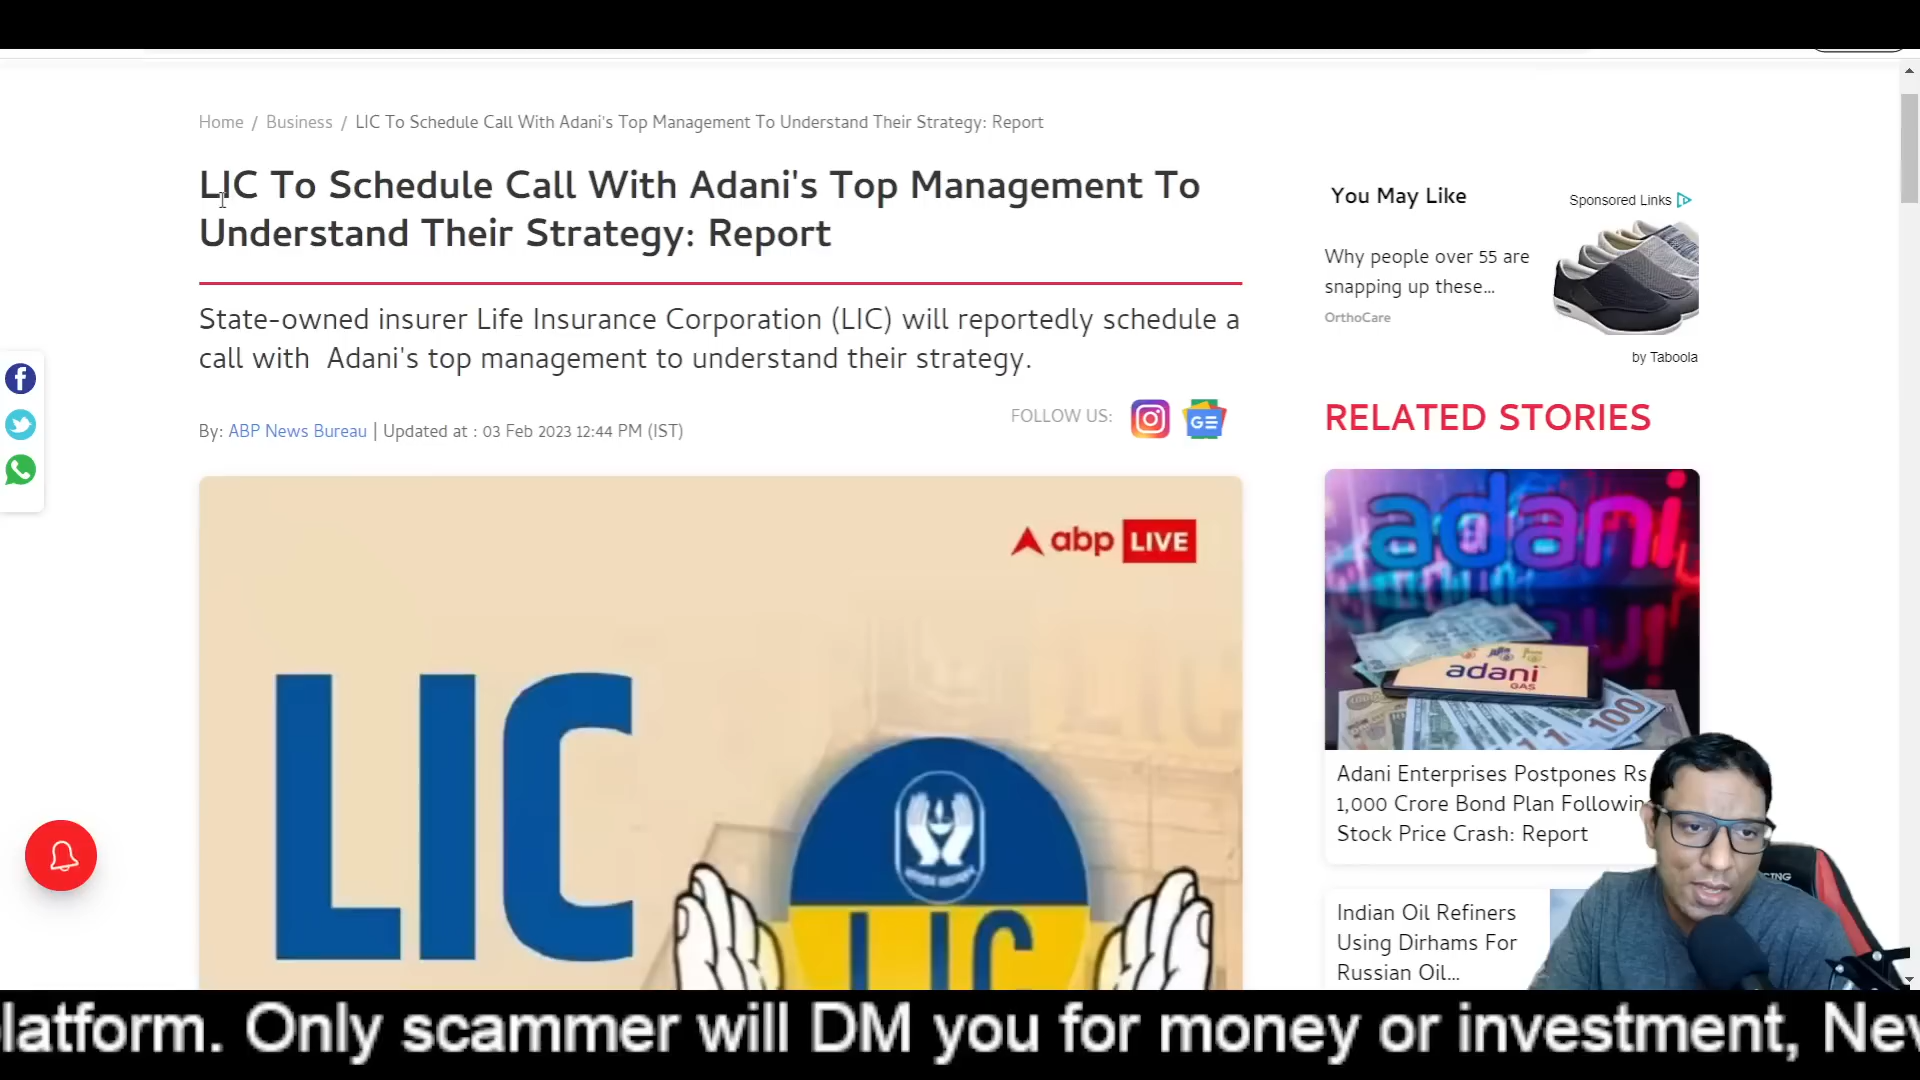 Home / Business / LIC To Schedule Call With Adani's Top Management To Understand Their Strategy: Report
LIC To Schedule Call With Adani's Top Management To
Understand Their Strategy: Report
State-owned insurer Life Insurance Corporation (LIC) will reportedly schedule a
call with Adani's top management to understand their strategy.
By: ABP News Bureau | Updated at : 03 Feb 2023 12:44 PM (IST)
FOLLOW US:
GE
abp LIVE
LIC
LIC
You May Like
Sponsored Links
Why people over 55 are
snapping up these...
OrthoCare
by Taboola
RELATED STORIES
adani
adani
GAS
100
Adani Enterprises Postpones Rs
1,000 Crore Bond Plan Followin
Stock Price Crash: Report
Indian Oil Refiners
Using Dirhams For
Russian Oil...
latform. Only scammer will DM you for money or investment, Nev